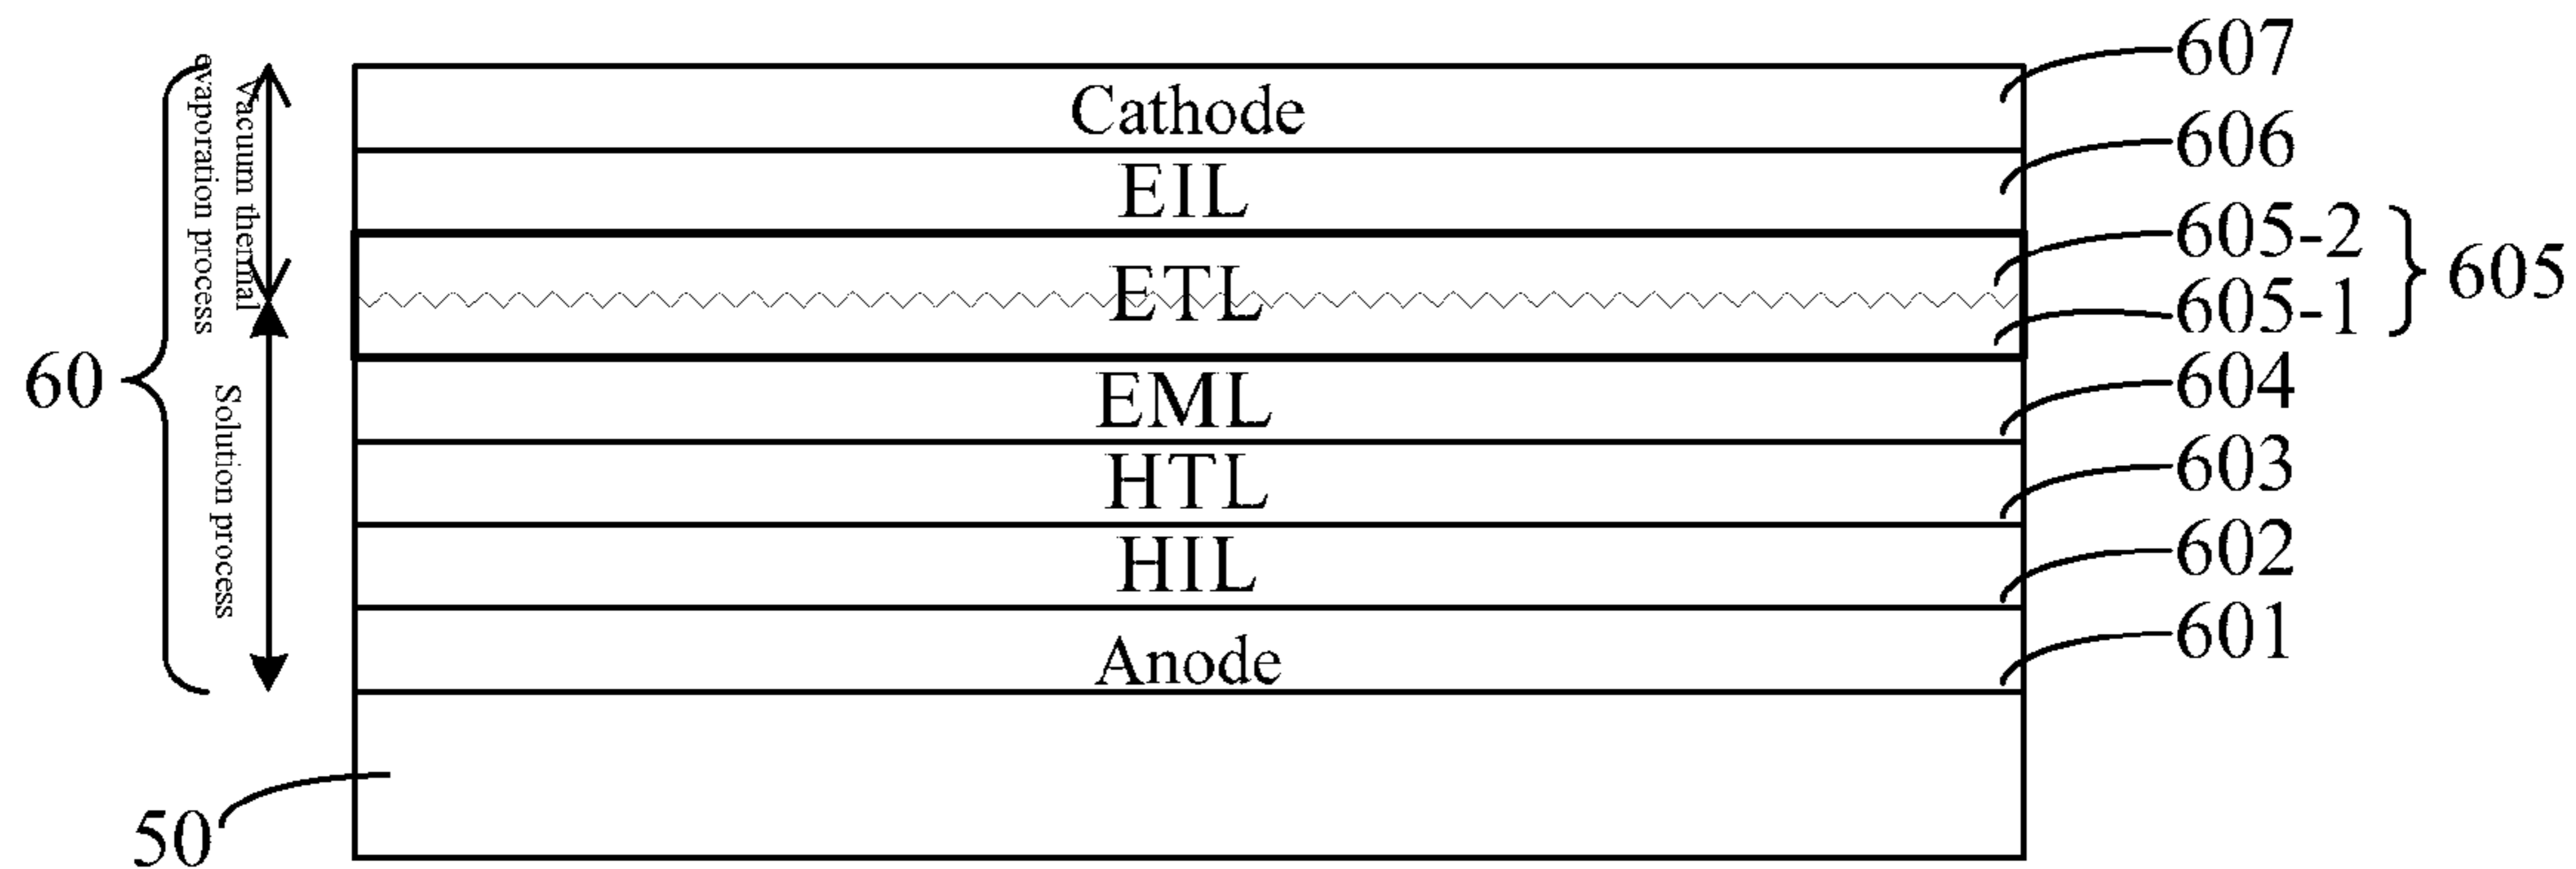 607
Cathode
606
EIL
605-2
ETL
605
605-1
EML
604
HTL
603
HIL
602
Anode
601
Vacuum thermal
evaporation process
60
Solution process
50